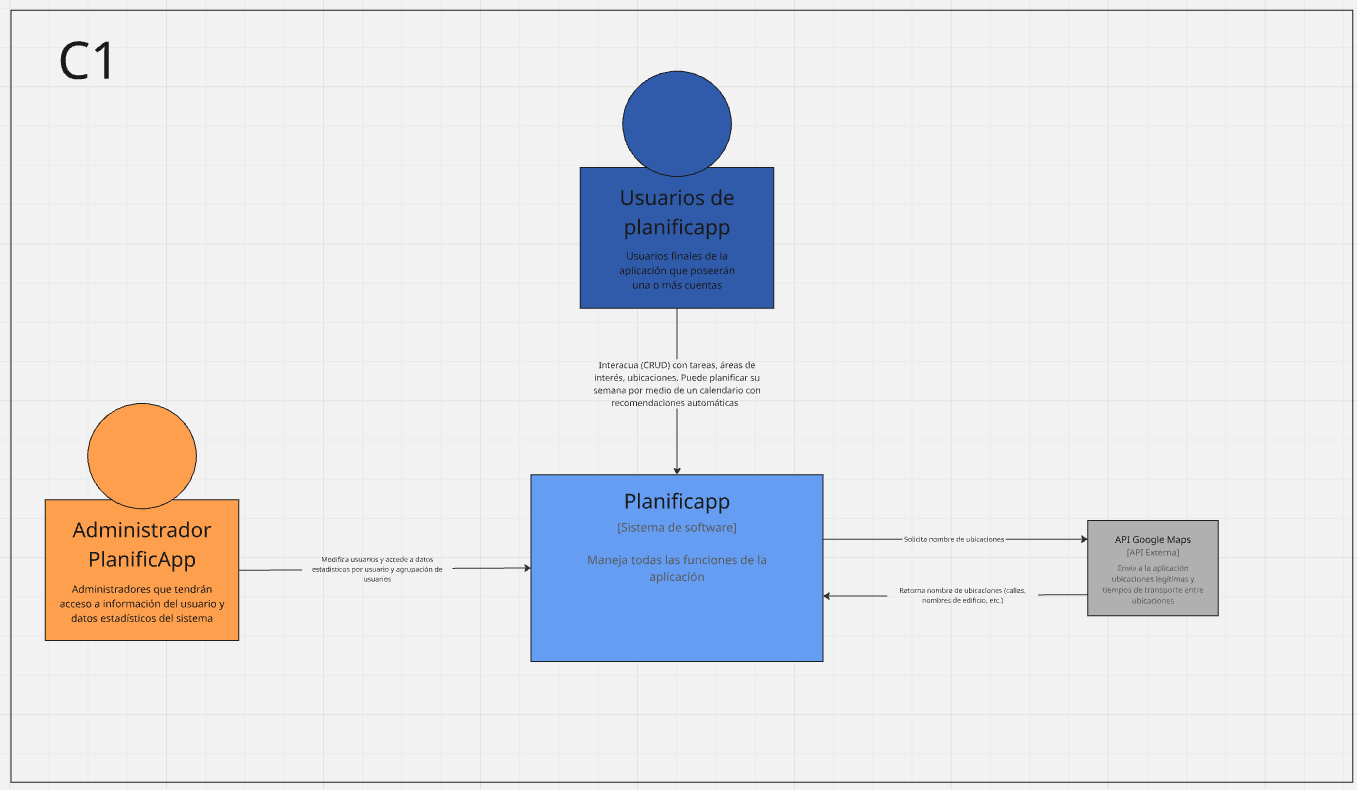 C1
Usuarios de
planificapp
Usuarios finales de la
aplicación que poseerán
una o más cuentas
Interacua (CRUD) con tareas, áreas de
interés, ubicaciones. Puede planificar su
semana por medio de un calendario con
recomendaciones automáticas
Administrador
PlanificApp
Administradores que tendrán
acceso a información del usuario y
datos estadísticos del sistema
Modifica usuarios y accede a datos
estadísticos por usuario y agrupación de
usuarios
Planificapp
[Sistema de software]
Maneja todas las funciones de la
aplicación
Solicita nombre de ubicaciones
Retorna nombre de ubicaciones (calles,
nombres de edificio, etc.)
API Google Maps
[API Externa]
Envía a la aplicación
ubicaciones legítimas y
tiempos de transporte entre
ubicaciones